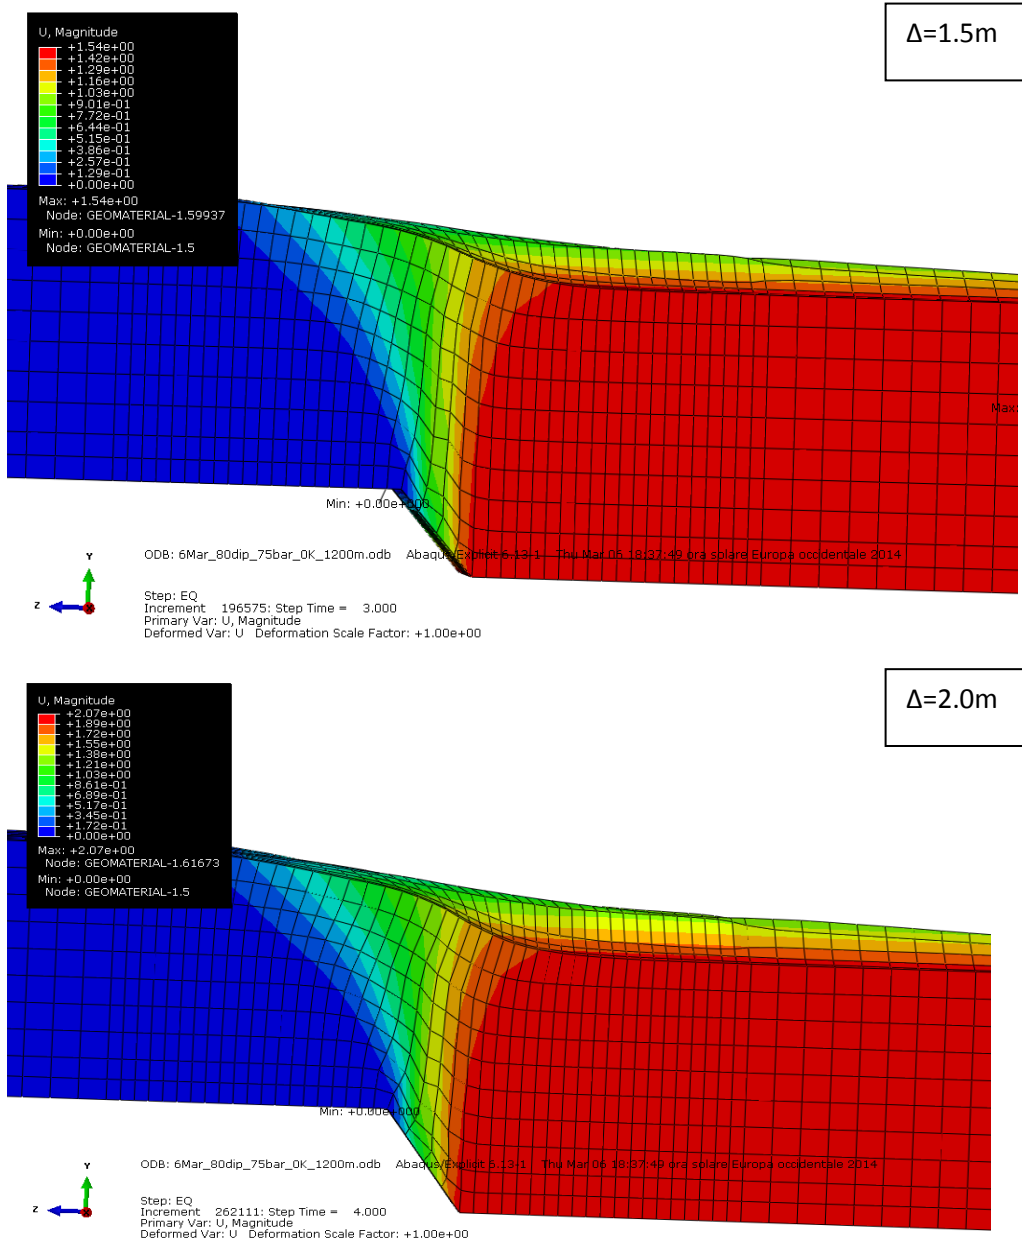 Δ=1.5m
U, Magnitude
+1.54e+00
+1.42e+00
+1.29e+00
+1.16e+00
+1.03e+00
+9.01e-01
+7.72e-01
+6.44e-01
+5.15e-01
+3.86e-01
+2.57e-01
+1.29e-01
+0.00e+00
Max: +1.54e+00
Node: GEOMATERIAL-1.59937
Min: +0.00e+00
Node: GEOMATERIAL-1.5
Max:
Min: +0.00e+000
Y
Z
X
ODB: 6Mar_80dip_75bar_0K_1200m.odb Abaqus/Explicit 6.13-1 Thu Mar 06 18:37:49 ora solare Europa occidentale 2014
Step: EQ
Increment 196575: Step Time = 3.000
Primary Var: U, Magnitude
Deformed Var: U Deformation Scale Factor: +1.00e+00
Δ=2.0m
U, Magnitude
+2.07e+00
+1.89e+00
+1.72e+00
+1.55e+00
+1.38e+00
+1.21e+00
+1.03e+00
+8.61e-01
+6.89e-01
+5.17e-01
+3.45e-01
+1.72e-01
+0.00e+00
Max: +2.07e+00
Node: GEOMATERIAL-1.61673
Min: +0.00e+00
Node: GEOMATERIAL-1.5
Min: +0.00e+000
Y
Z
X
ODB: 6Mar_80dip_75bar_0K_1200m.odb Abaqus/Explicit 6.13-1 Thu Mar 06 18:37:49 ora solare Europa occidentale 2014
Step: EQ
Increment 262111: Step Time = 4.000
Primary Var: U, Magnitude
Deformed Var: U Deformation Scale Factor: +1.00e+00